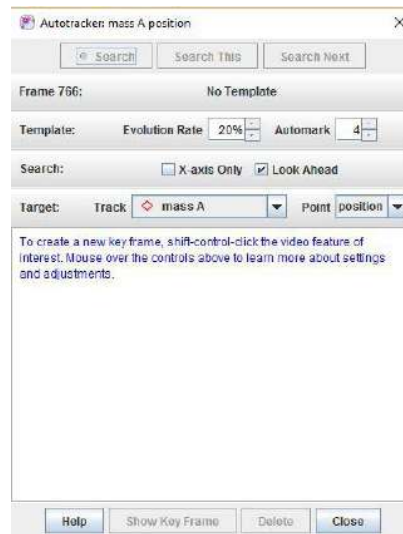 Autotracker: mass A position
Search Search This Search Next
Frame 766: No Template
Template: Evolution Rate 20% Automark 4
Search: X-axis Only Look Ahead
Target: Track mass A Point position
To create a new key frame, shift-control-click the video feature of
interest. Mouse over the controls above to learn more about settings
and adjustments.
Help Show Key Frame Delete Close